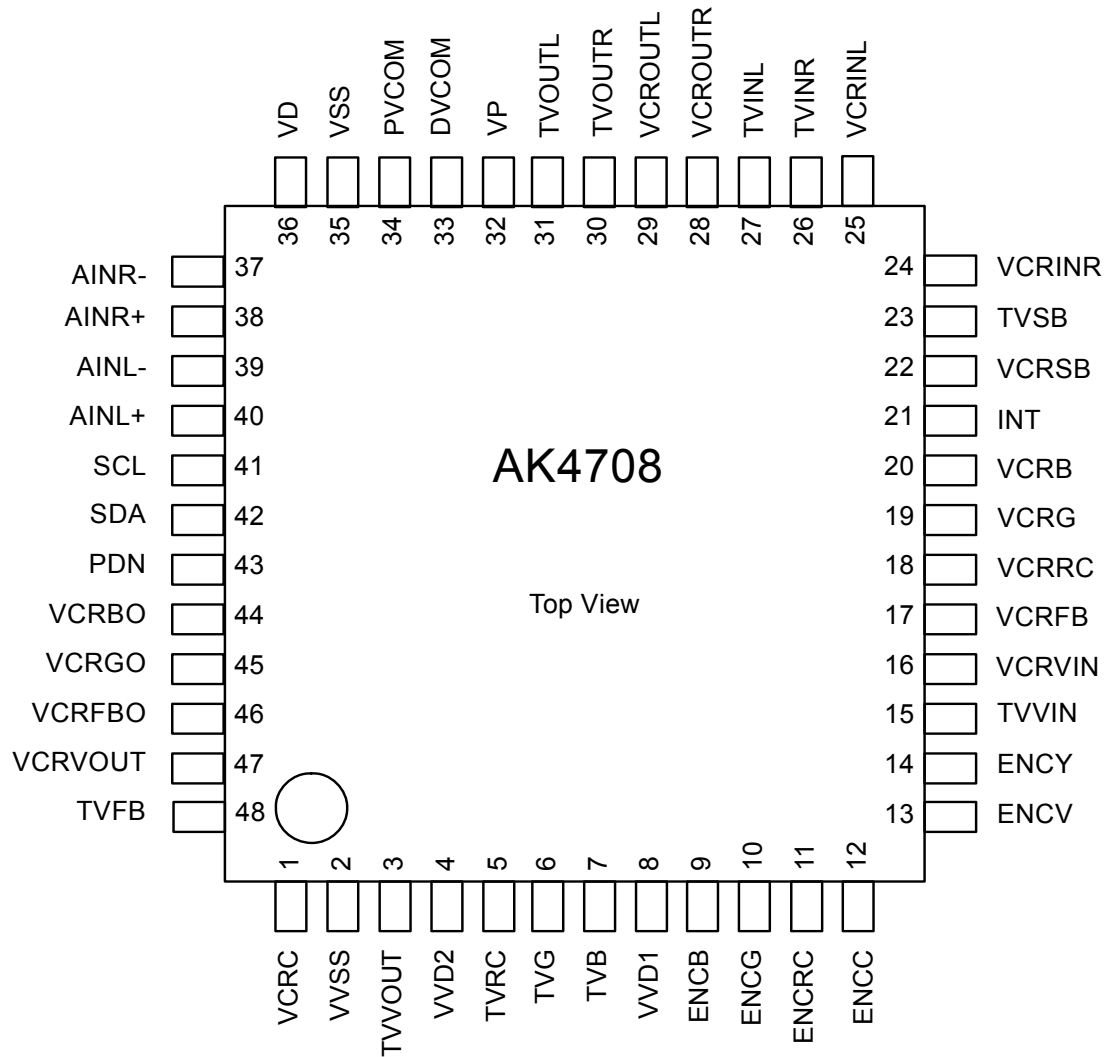 VD
VSS
PVCOM
DVCOM
VP
TVOUTL
TVOUTR
VCROUTL
VCROUTR
TVINL
TVINR
VCRINL
36
35
34
33
32
31
30
29
28
27
26
25
AINR- 37
AINR+ 38
AINL- 39
AINL+ 40
SCL 41
SDA 42
PDN 43
VCRBO 44
VCRGO 45
VCRFBO 46
VCRVOUT 47
TVFB 48
AK4708
Top View
24 VCRINR
23 TVSB
22 VCRSB
21 INT
20 VCRB
19 VCRG
18 VCRRC
17 VCRFB
16 VCRVIN
15 TVVIN
14 ENCY
13 ENCV
1
2
3
4
5
6
7
8
9
10
11
12
VCRC
VVSS
TVVOUT
VVD2
TVRC
TVG
TVB
VVD1
ENCB
ENCG
ENCRC
ENCC